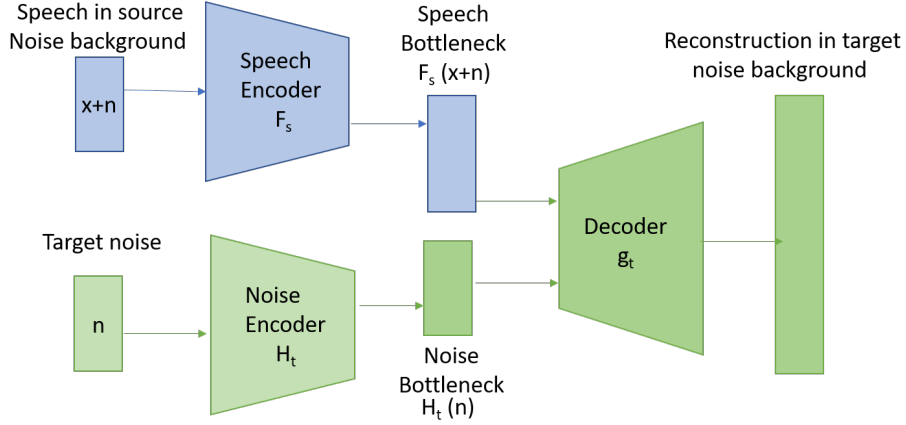 Speech in source
Noise background
x+n
Speech
Encoder
Fₛ
Speech
Bottleneck
Fₛ (x+n)
Reconstruction in target
noise background
Target noise
n
Noise
Encoder
Hₜ
Noise
Bottleneck
Hₜ (n)
Decoder
gₜ